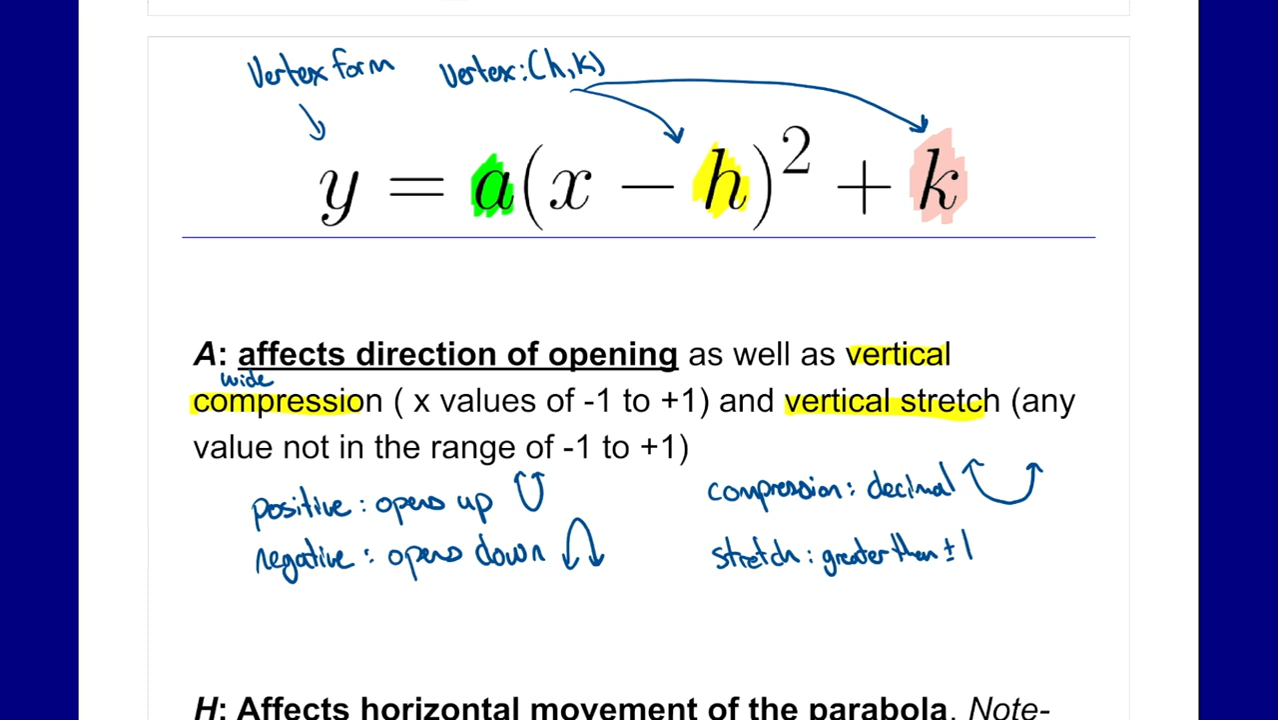 Vertex form vertex: (h,k)
y = a(x − h)² + k
A: affects direction of opening as well as vertical
wide
compression ( x values of -1 to +1) and vertical stretch (any
value not in the range of -1 to +1)
positive : opens up compression: decimal
negative : opens down stretch : greater then ± 1
H: Affects horizontal movement of the parabola. Note-